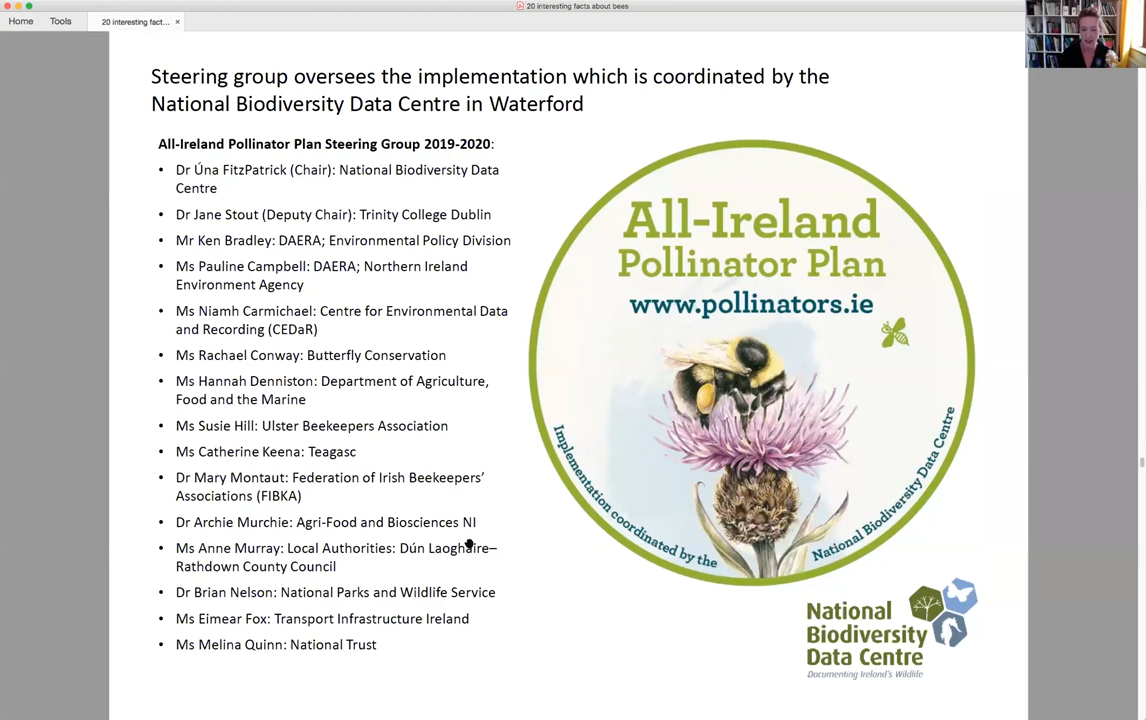 20 interesting facts about bees
Home
Tools
20 interesting fact... ×
Steering group oversees the implementation which is coordinated by the
National Biodiversity Data Centre in Waterford
All-Ireland Pollinator Plan Steering Group 2019-2020:
• Dr Úna FitzPatrick (Chair): National Biodiversity Data
Centre
• Dr Jane Stout (Deputy Chair): Trinity College Dublin
• Mr Ken Bradley: DAERA; Environmental Policy Division
• Ms Pauline Campbell: DAERA; Northern Ireland
Environment Agency
• Ms Niamh Carmichael: Centre for Environmental Data
and Recording (CEDaR)
• Ms Rachael Conway: Butterfly Conservation
• Ms Hannah Denniston: Department of Agriculture,
Food and the Marine
• Ms Susie Hill: Ulster Beekeepers Association
• Ms Catherine Keena: Teagasc
• Dr Mary Montaut: Federation of Irish Beekeepers’
Associations (FIBKA)
• Dr Archie Murchie: Agri-Food and Biosciences NI
• Ms Anne Murray: Local Authorities: Dún Laoghaire–
Rathdown County Council
• Dr Brian Nelson: National Parks and Wildlife Service
• Ms Eimear Fox: Transport Infrastructure Ireland
• Ms Melina Quinn: National Trust
All-Ireland
Pollinator Plan
www.pollinators.ie
Implementation coordinated by the
National Biodiversity Data Centre
National
Biodiversity
Data Centre
Documenting Ireland's Wildlife